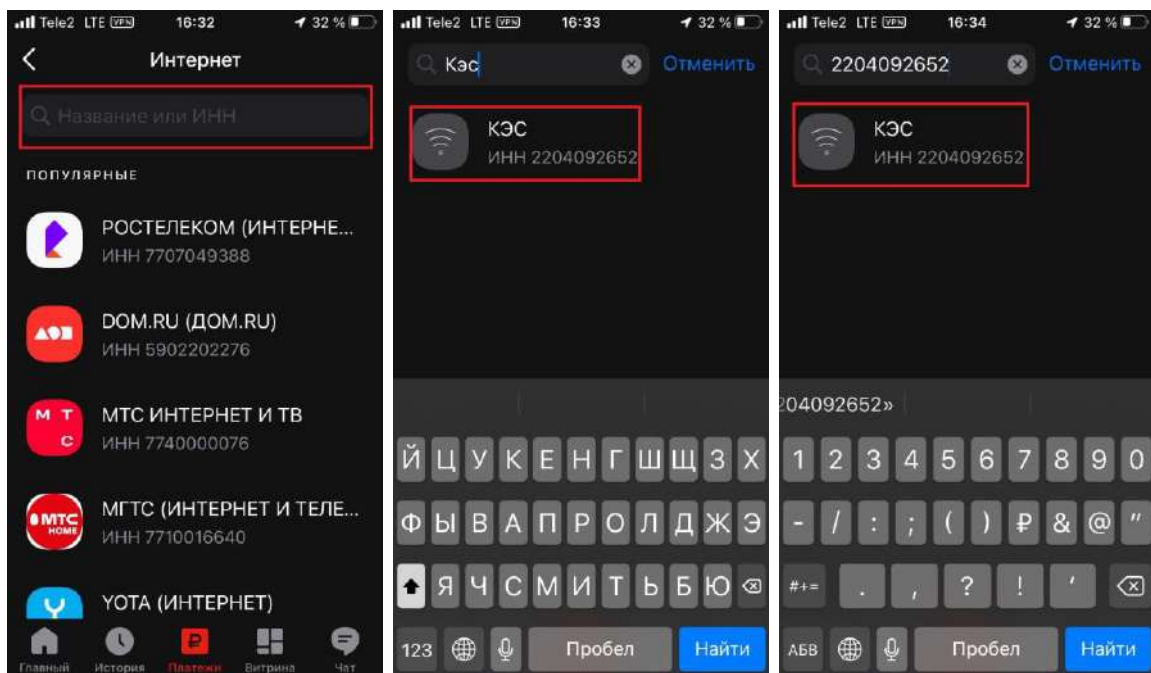 Tele2 LTE VPN 16:32 32 %
Интернет
Название или ИНН
ПОПУЛЯРНЫЕ
РОСТЕЛЕКОМ (ИНТЕРНЕ...
ИНН 7707049388
DOM.RU (ДОМ.RU)
ИНН 5902202276
М Т
С
МТС ИНТЕРНЕТ И ТВ
ИНН 7740000076
МТС
HOME
МГТС (ИНТЕРНЕТ И ТЕЛЕ...
ИНН 7710016640
YOTA (ИНТЕРНЕТ)
Главный История Платежи Витрина Чат
Tele2 LTE VPN 16:33 32 %
Кэс Отменить
КЭС
ИНН 2204092652
Й Ц У К Е Н Г Ш Щ З Х
Ф Ы В А П Р О Л Д Ж Э
Я Ч С М И Т Ь Б Ю
123 Пробел Найти
Tele2 LTE VPN 16:34 32 %
2204092652 Отменить
КЭС
ИНН 2204092652
204092652»
1 2 3 4 5 6 7 8 9 0
- / : ; ( ) ₽ & @ "
#+= . , ? ! '
АБВ Пробел Найти